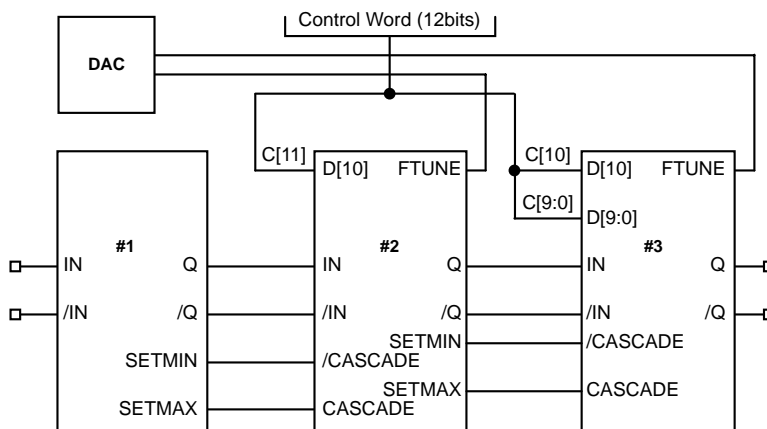 Control Word (12bits)
DAC
C[11] D[10] FTUNE C[10] D[10] FTUNE
C[9:0] D[9:0]
#1 #2 #3
IN Q IN Q IN Q
/IN /Q /IN /Q /IN /Q
SETMIN /CASCADE SETMIN /CASCADE
SETMAX CASCADE SETMAX CASCADE